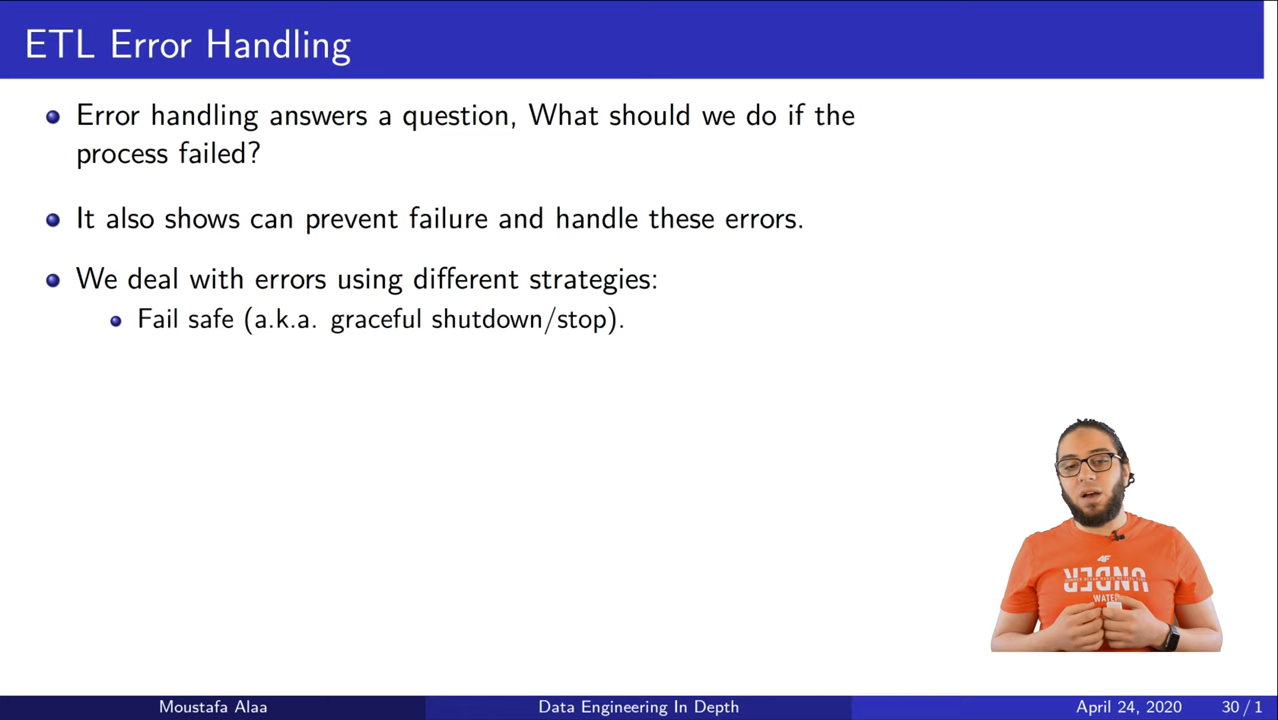 ETL Error Handling
Error handling answers a question, What should we do if the
process failed?
It also shows can prevent failure and handle these errors.
We deal with errors using different strategies:
Fail safe (a.k.a. graceful shutdown/stop).
UNDER
WATER
Moustafa Alaa
Data Engineering In Depth
April 24, 2020
30 / 1